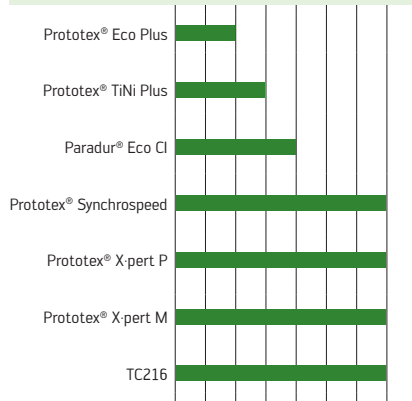 Prototex® Eco Plus
Prototex® TiNi Plus
Paradur® Eco CI
Prototex® Synchrospeed
Prototex® X·pert P
Prototex® X·pert M
TC216